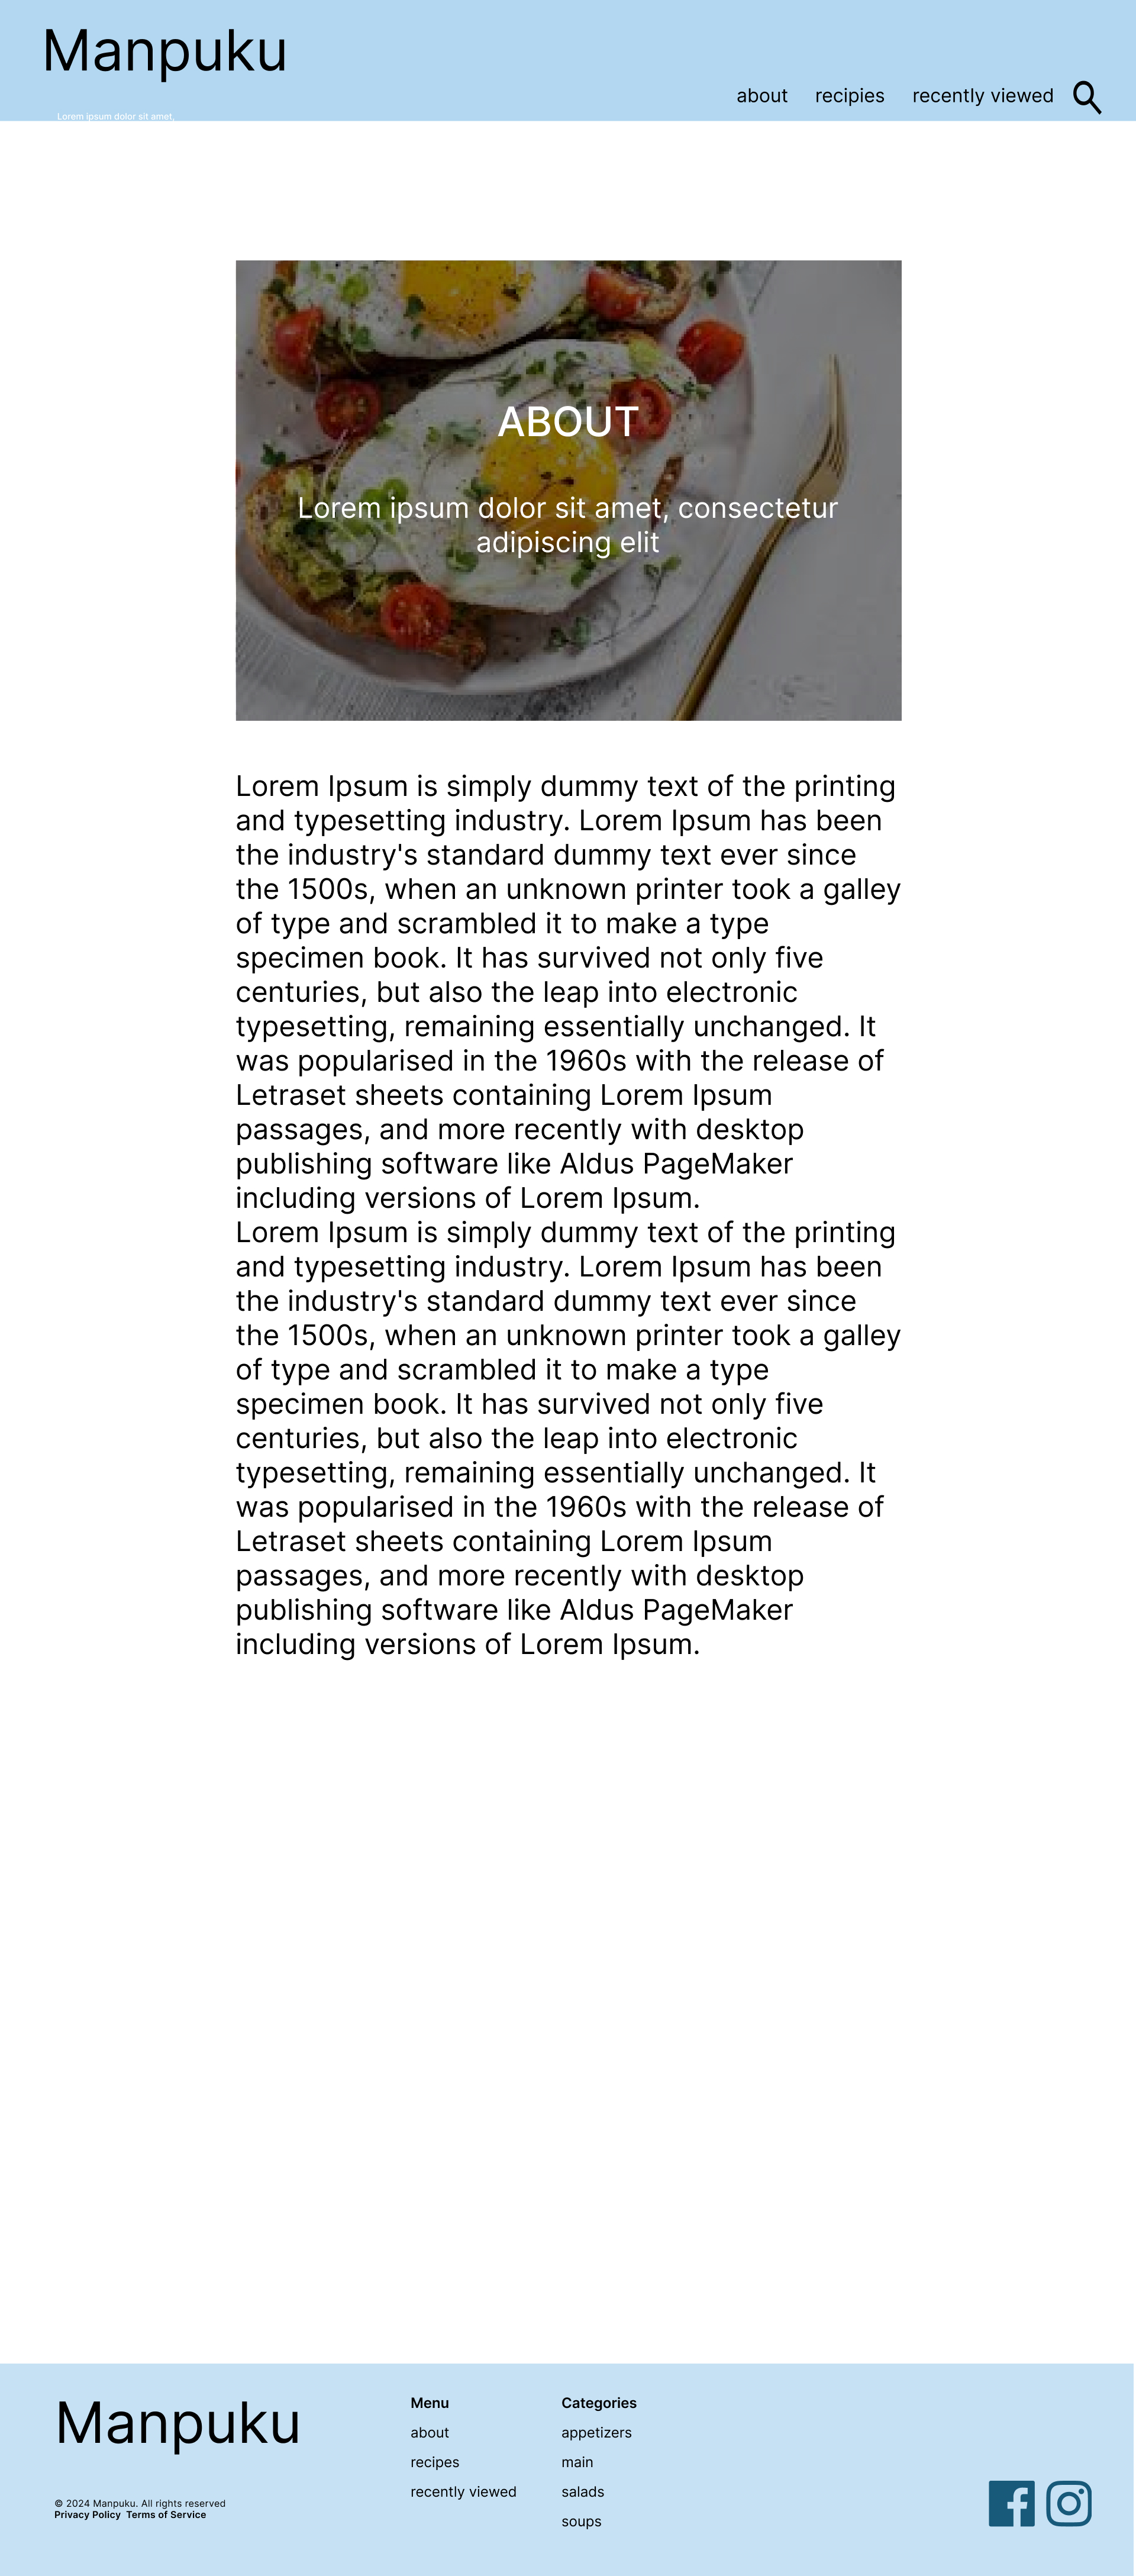 Manpuku
about recipies recently viewed
Lorem ipsum dolor sit amet,
ABOUT
Lorem ipsum dolor sit amet, consectetur
adipiscing elit
Lorem Ipsum is simply dummy text of the printing
and typesetting industry. Lorem Ipsum has been
the industry's standard dummy text ever since
the 1500s, when an unknown printer took a galley
of type and scrambled it to make a type
specimen book. It has survived not only five
centuries, but also the leap into electronic
typesetting, remaining essentially unchanged. It
was popularised in the 1960s with the release of
Letraset sheets containing Lorem Ipsum
passages, and more recently with desktop
publishing software like Aldus PageMaker
including versions of Lorem Ipsum.
Lorem Ipsum is simply dummy text of the printing
and typesetting industry. Lorem Ipsum has been
the industry's standard dummy text ever since
the 1500s, when an unknown printer took a galley
of type and scrambled it to make a type
specimen book. It has survived not only five
centuries, but also the leap into electronic
typesetting, remaining essentially unchanged. It
was popularised in the 1960s with the release of
Letraset sheets containing Lorem Ipsum
passages, and more recently with desktop
publishing software like Aldus PageMaker
including versions of Lorem Ipsum.
Manpuku
© 2024 Manpuku. All rights reserved
Privacy Policy Terms of Service
Menu
about
recipes
recently viewed
Categories
appetizers
main
salads
soups